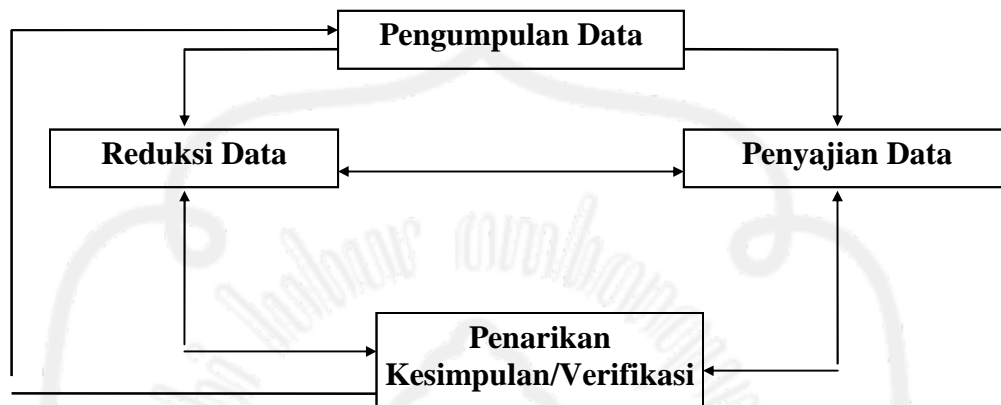 Pengumpulan Data
Reduksi Data
Penyajian Data
Penarikan
Kesimpulan/Verifikasi